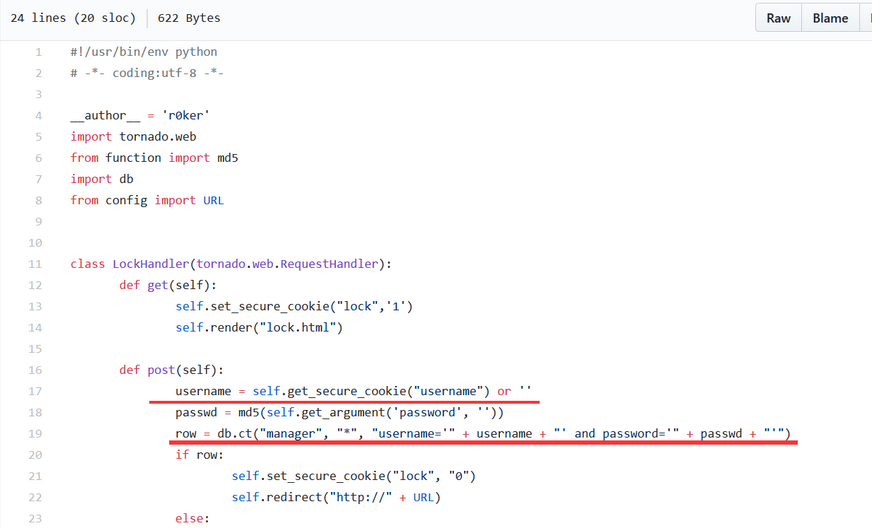 24 lines (20 sloc) | 622 Bytes Raw Blame
1 #!/usr/bin/env python
2 # -*- coding:utf-8 -*-
3
4 __author__ = 'r0ker'
5 import tornado.web
6 from function import md5
7 import db
8 from config import URL
9
10
11 class LockHandler(tornado.web.RequestHandler):
12 def get(self):
13 self.set_secure_cookie("lock",'1')
14 self.render("lock.html")
15
16 def post(self):
17 username = self.get_secure_cookie("username") or ''
18 passwd = md5(self.get_argument('password', ''))
19 row = db.ct("manager", "*", "username='" + username + "' and password='" + passwd + "'")
20 if row:
21 self.set_secure_cookie("lock", "0")
22 self.redirect("http://" + URL)
23 else: